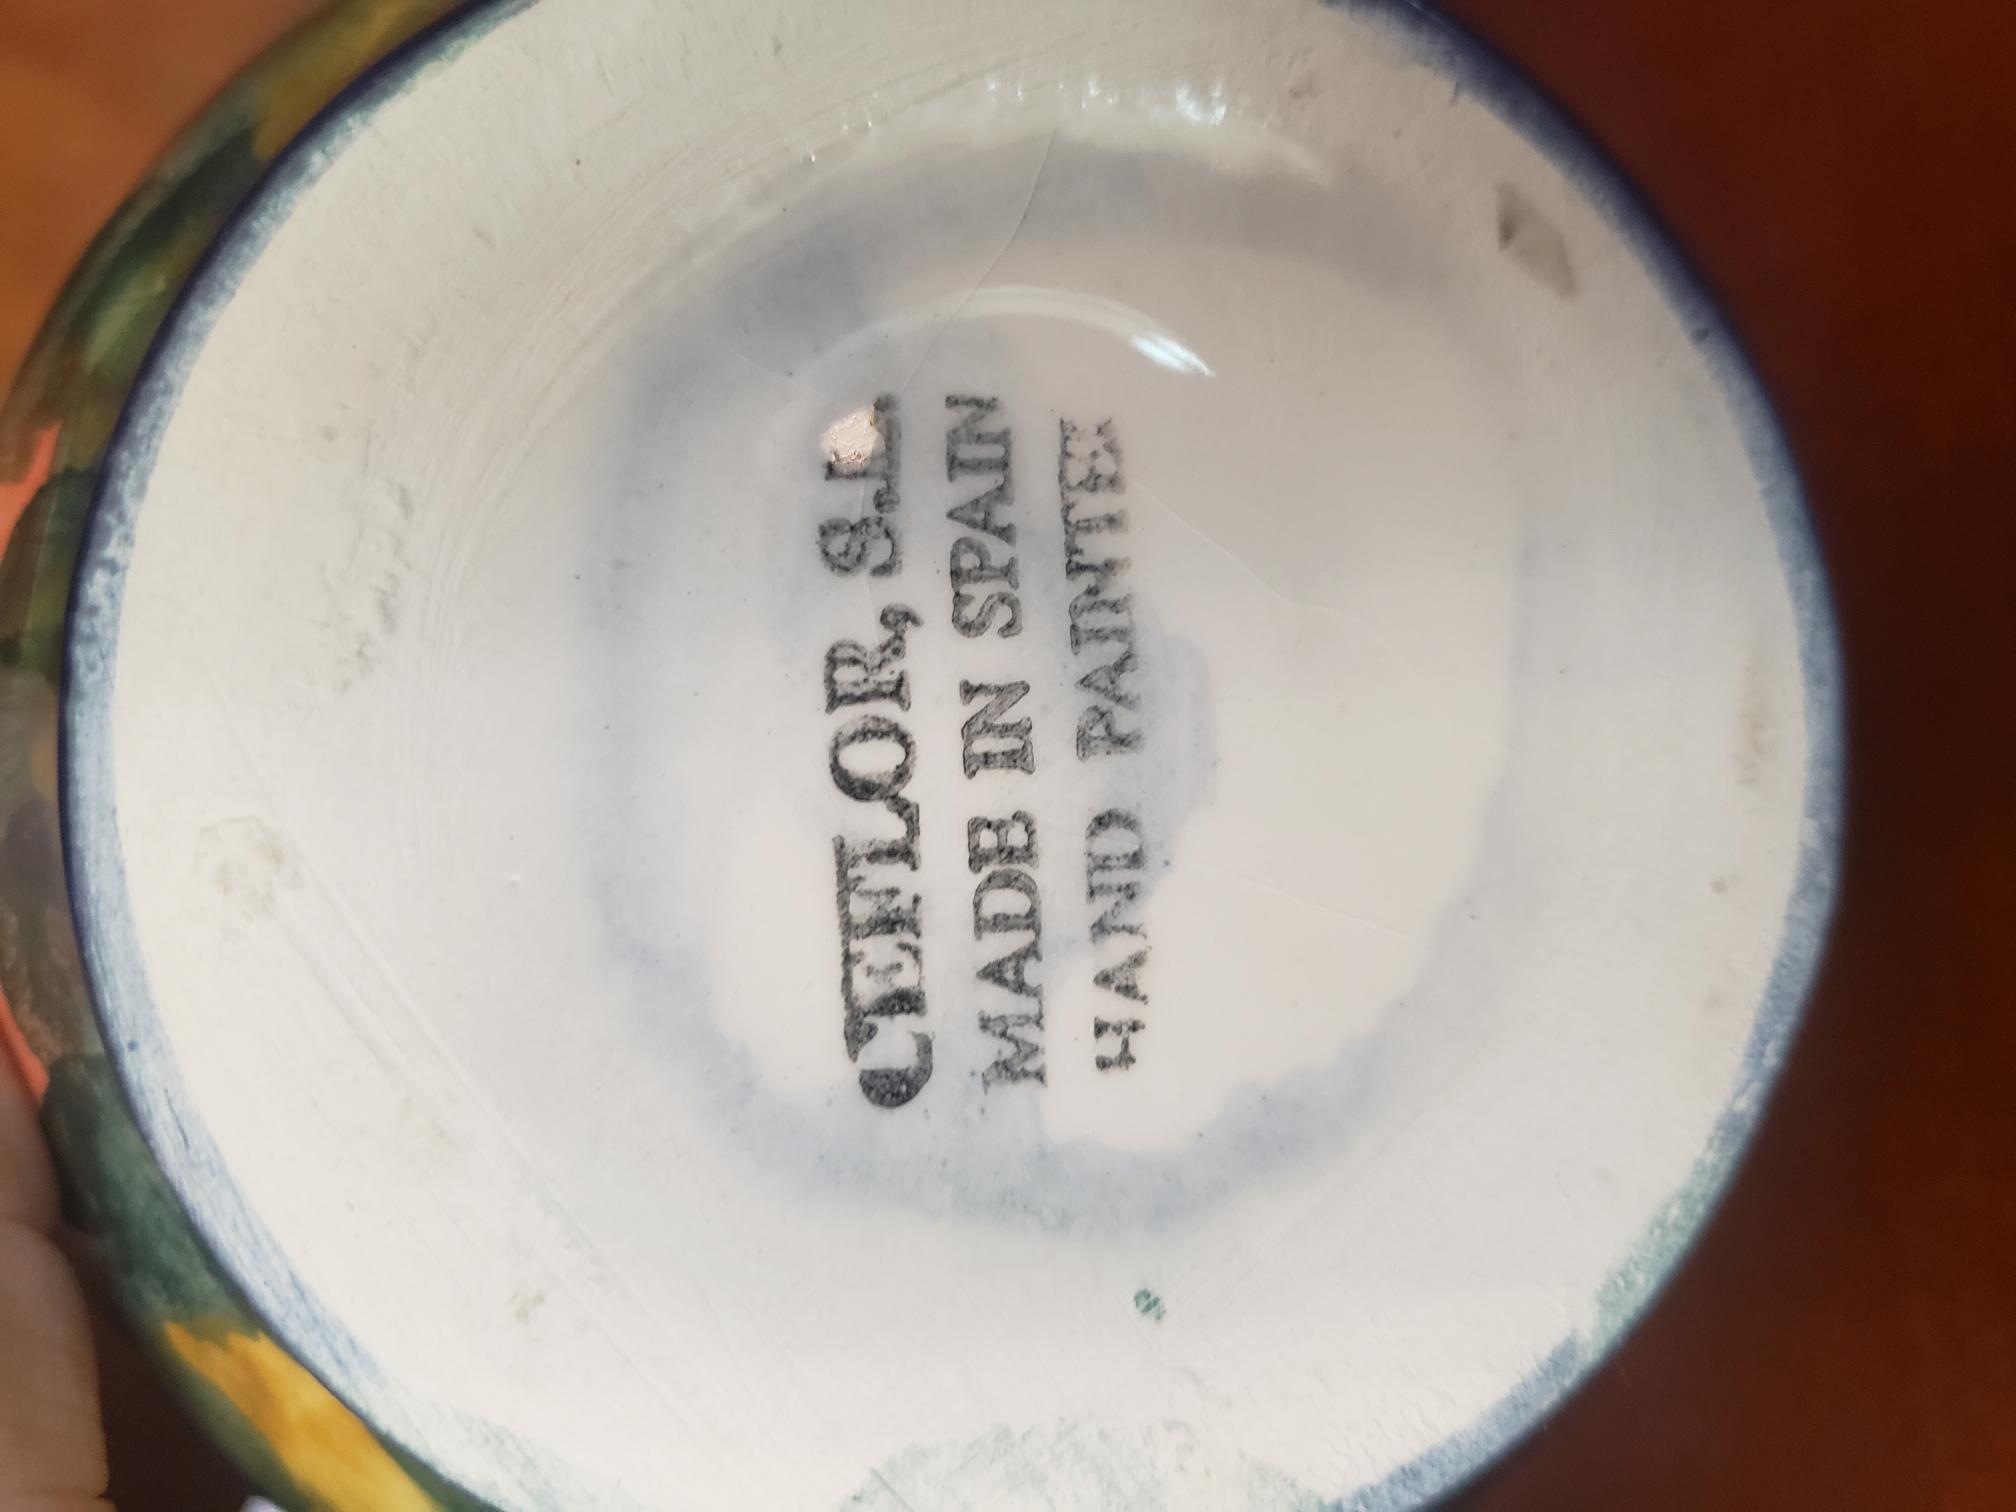 CEFLOR, S.L.
MADE IN SPAIN
HAND PAINTED